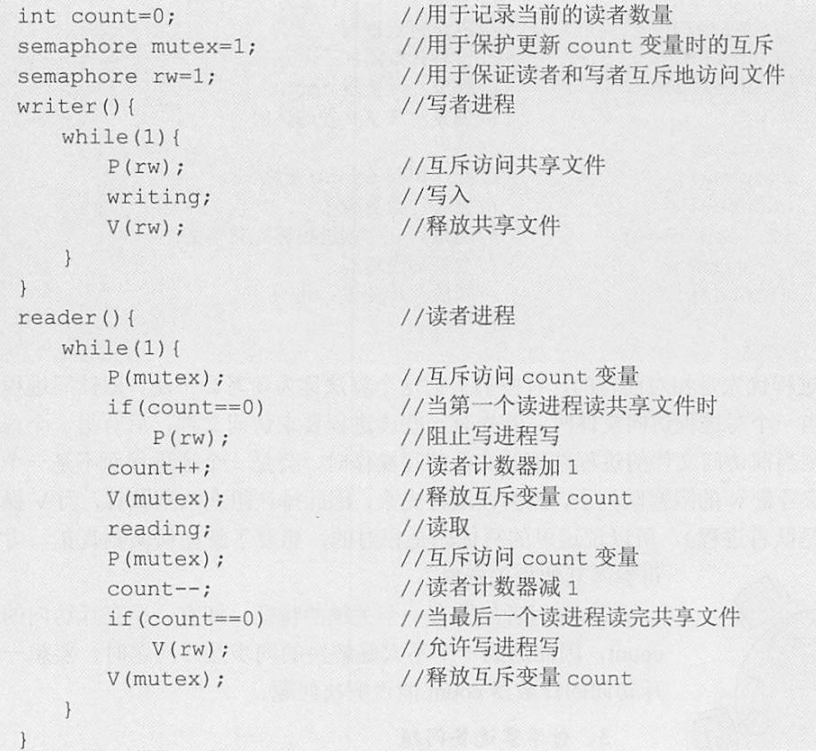 int count=0; //用于记录当前的读者数量
semaphore mutex=1; //用于保护更新 count 变量时的互斥
semaphore rw=1; //用于保证读者和写者互斥地访问文件
writer(){ //写者进程
while(1){
P(rw); //互斥访问共享文件
writing; //写入
V(rw); //释放共享文件
}
}
reader(){ //读者进程
while(1){
P(mutex); //互斥访问 count 变量
if(count==0) //当第一个读进程读共享文件时
P(rw); //阻止写进程写
count++; //读者计数器加 1
V(mutex); //释放互斥变量 count
reading; //读取
P(mutex); //互斥访问 count 变量
count--; //读者计数器减 1
if(count==0) //当最后一个读进程读完共享文件
V(rw); //允许写进程写
V(mutex); //释放互斥变量 count
}
}